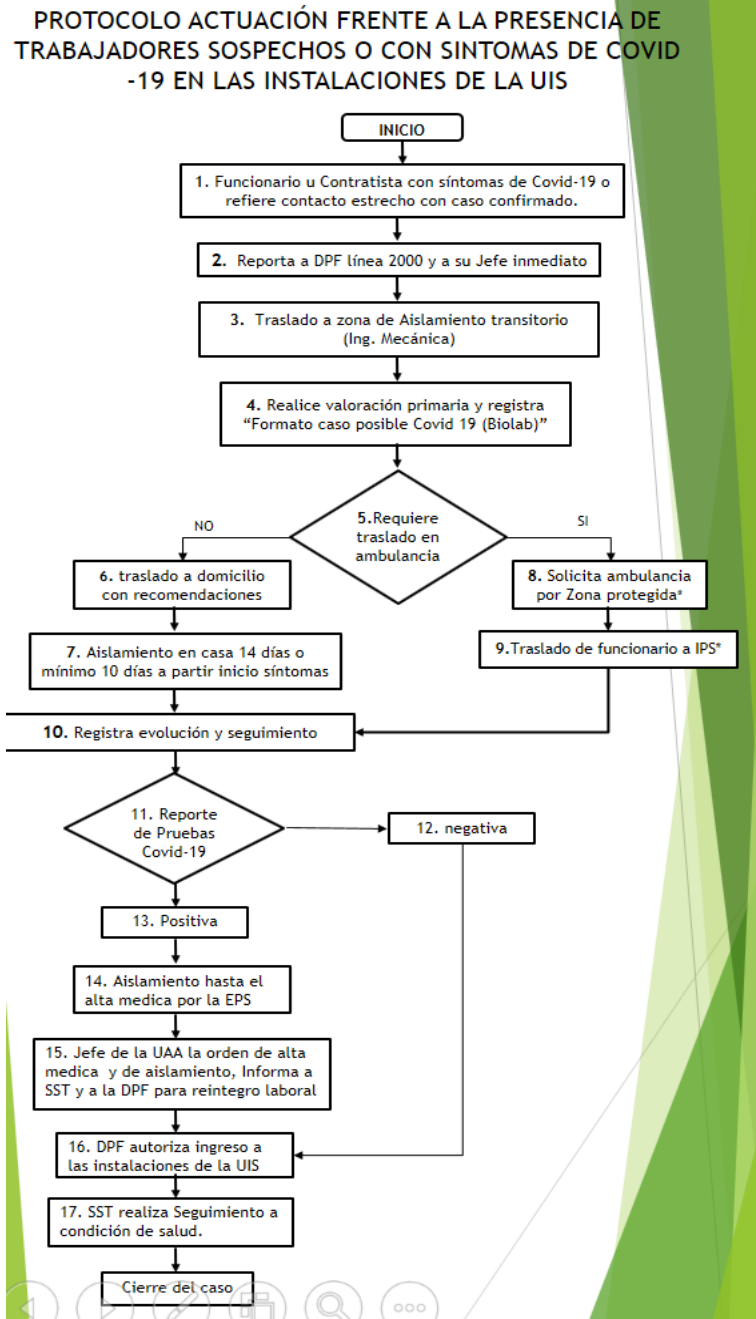 PROTOCOLO ACTUACIÓN FRENTE A LA PRESENCIA DE
TRABAJADORES SOSPECHOS O CON SINTOMAS DE COVID
-19 EN LAS INSTALACIONES DE LA UIS
INICIO
1. Funcionario u Contratista con síntomas de Covid-19 o
refiere contacto estrecho con caso confirmado.
2. Reporta a DPF línea 2000 y a su Jefe inmediato
3. Traslado a zona de Aislamiento transitorio
(Ing. Mecánica)
4. Realice valoración primaria y registra
“Formato caso posible Covid 19 (Biolab)”
5.Requiere
traslado en
ambulancia
NO
SI
6. traslado a domicilio
con recomendaciones
8. Solicita ambulancia
por Zona protegida*
7. Aislamiento en casa 14 días o
mínimo 10 días a partir inicio síntomas
9.Traslado de funcionario a IPS*
10. Registra evolución y seguimiento
11. Reporte
de Pruebas
Covid-19
12. negativa
13. Positiva
14. Aislamiento hasta el
alta medica por la EPS
15. Jefe de la UAA la orden de alta
medica y de aislamiento, Informa a
SST y a la DPF para reintegro laboral
16. DPF autoriza ingreso a
las instalaciones de la UIS
17. SST realiza Seguimiento a
condición de salud.
Cierre del caso